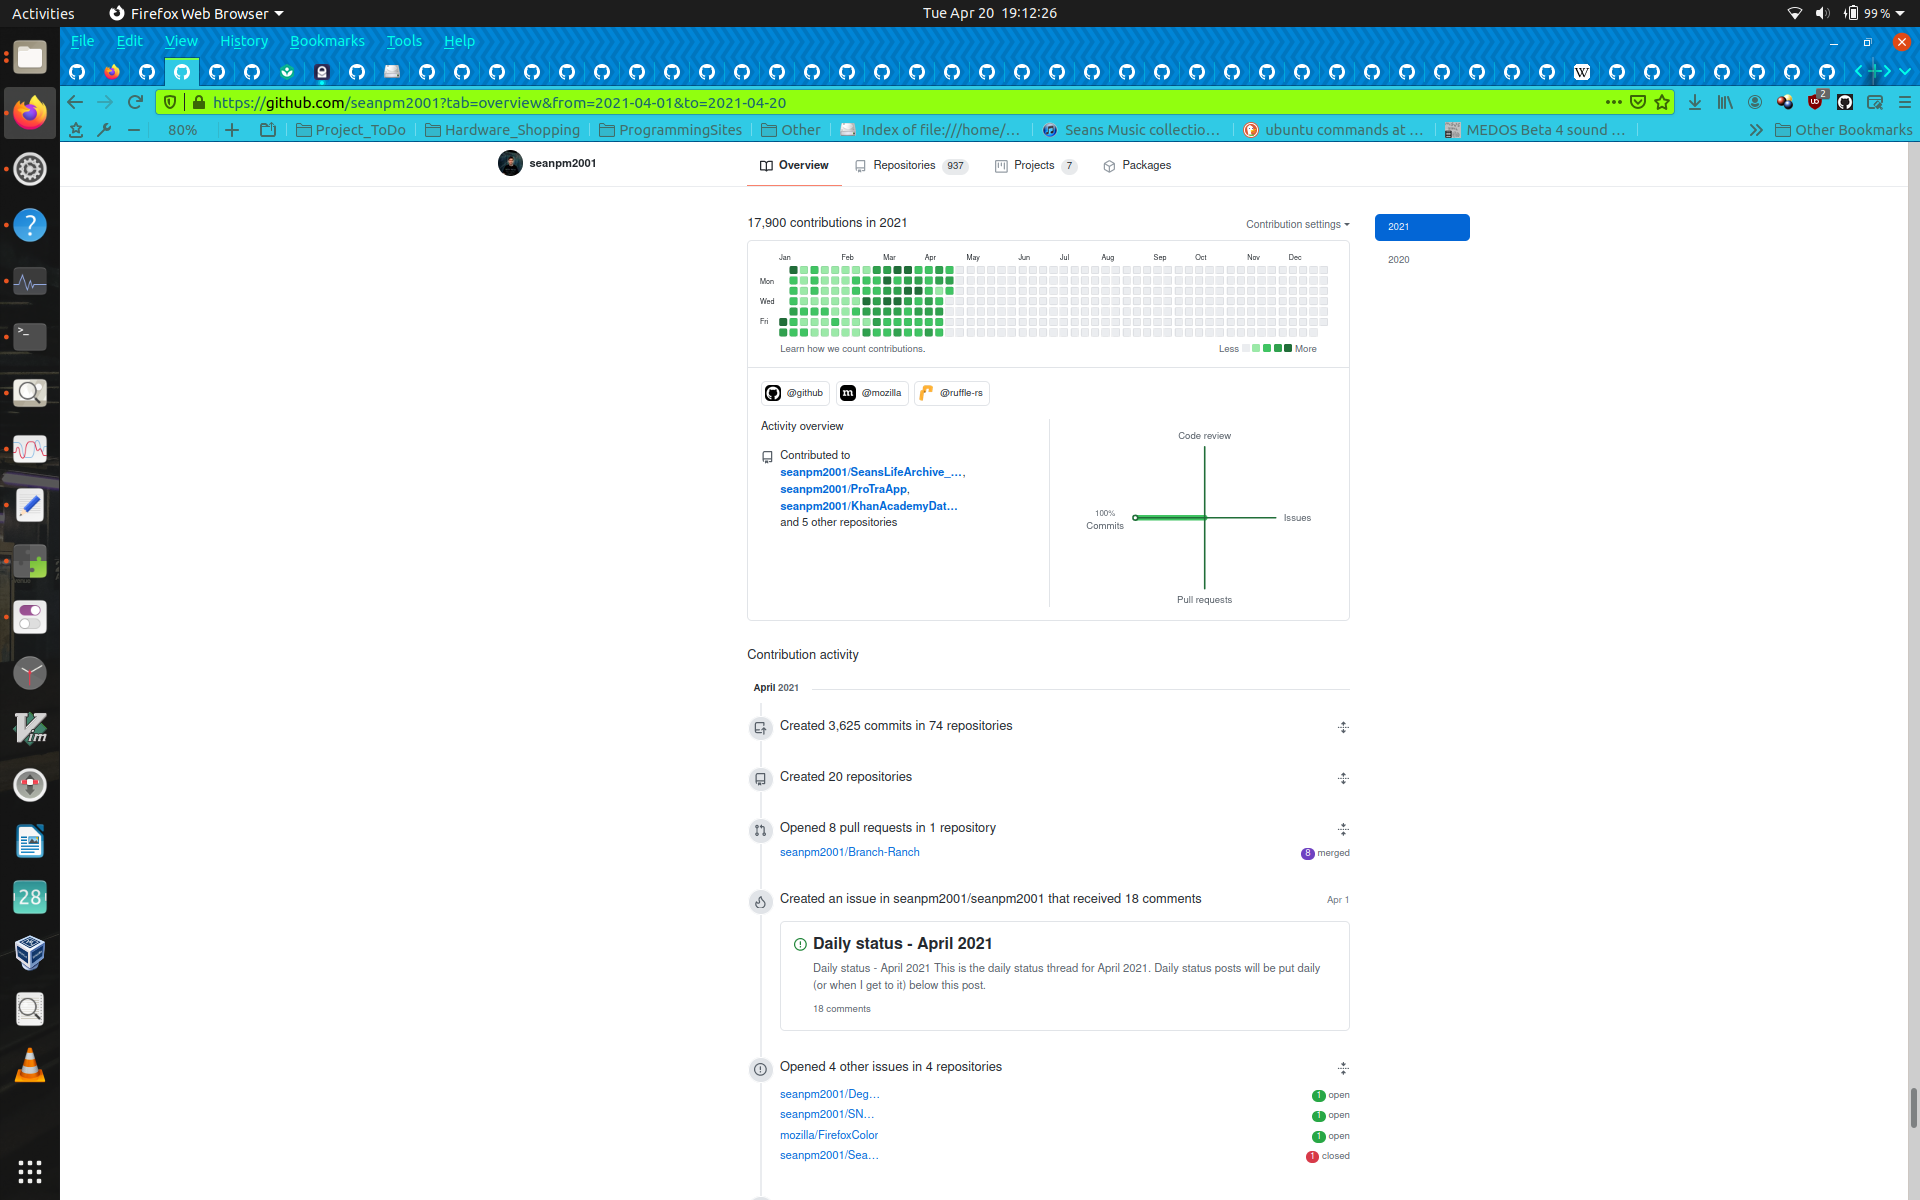 Activities
Firefox Web Browser
Tue Apr 20 19:12:26
99 %
File Edit View History Bookmarks Tools Help
W
https://github.com/seanpm2001?tab=overview&from=2021-04-01&to=2021-04-20
2
80%
Project_ToDo
Hardware_Shopping
ProgrammingSites
Other
Index of file:///home/...
Seans Music collectio...
ubuntu commands at ...
MEDOS Beta 4 sound ...
Other Bookmarks
seanpm2001
Overview
Repositories 937
Projects 7
Packages
17,900 contributions in 2021
Contribution settings
2021
2020
Jan Feb Mar Apr May Jun Jul Aug Sep Oct Nov Dec
Mon
Wed
Fri
Learn how we count contributions.
Less More
@github
m @mozilla
@ruffle-rs
Activity overview
Contributed to
seanpm2001/SeansLifeArchive_...,
seanpm2001/ProTraApp,
seanpm2001/KhanAcademyDat...
and 5 other repositories
Code review
100%
Commits
Issues
Pull requests
Contribution activity
April 2021
Created 3,625 commits in 74 repositories
Created 20 repositories
Opened 8 pull requests in 1 repository
seanpm2001/Branch-Ranch
8 merged
Created an issue in seanpm2001/seanpm2001 that received 18 comments
Apr 1
Daily status - April 2021
Daily status - April 2021 This is the daily status thread for April 2021. Daily status posts will be put daily
(or when I get to it) below this post.
18 comments
Opened 4 other issues in 4 repositories
seanpm2001/Deg...
1 open
seanpm2001/SN...
1 open
mozilla/FirefoxColor
1 open
seanpm2001/Sea...
1 closed
?
>_
Vim
28